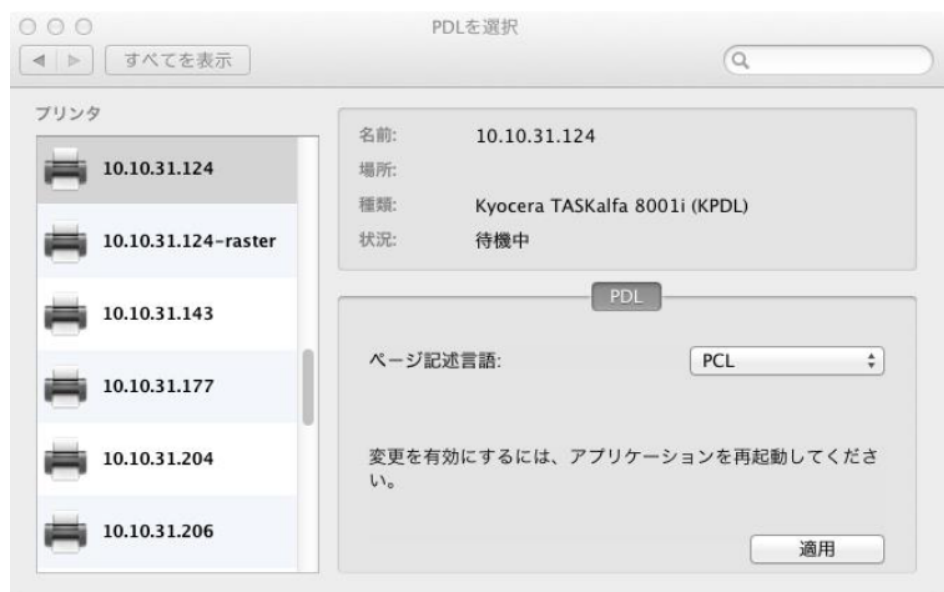 PDLを選択
すべてを表示
プリンタ
10.10.31.124
10.10.31.124-raster
10.10.31.143
10.10.31.177
10.10.31.204
10.10.31.206
名前: 10.10.31.124
場所:
種類: Kyocera TASKalfa 8001i (KPDL)
状況: 待機中
PDL
ページ記述言語: PCL
変更を有効にするには、アプリケーションを再起動してくださ
い。
適用